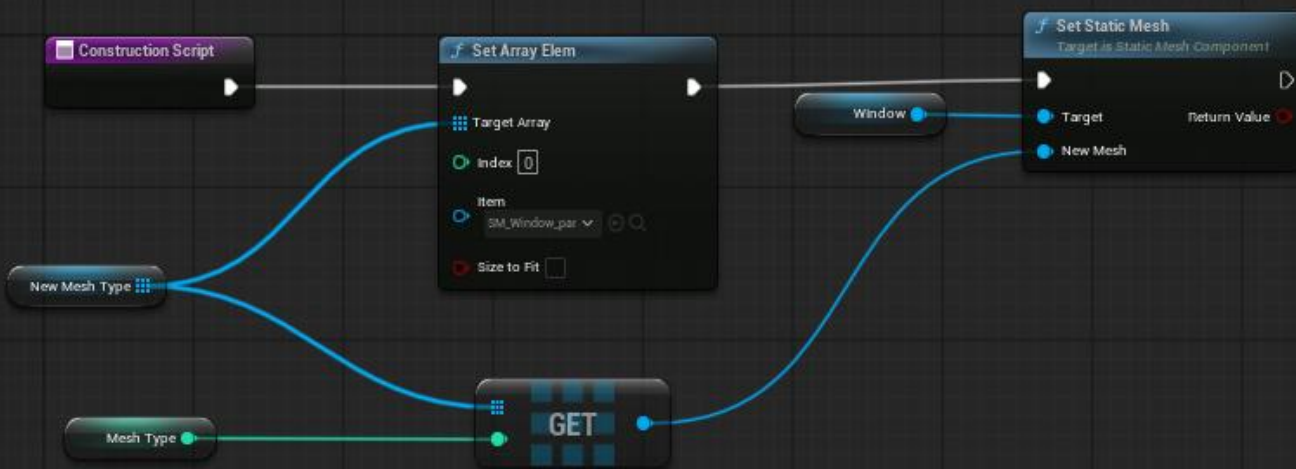 Construction Script
Set Array Elem
Set Static Mesh
Target is Static Mesh Component
Target Array
Window
Target
Return Value
New Mesh
Index 0
Item
SM_Window_par
Size to Fit
New Mesh Type
GET
Mesh Type